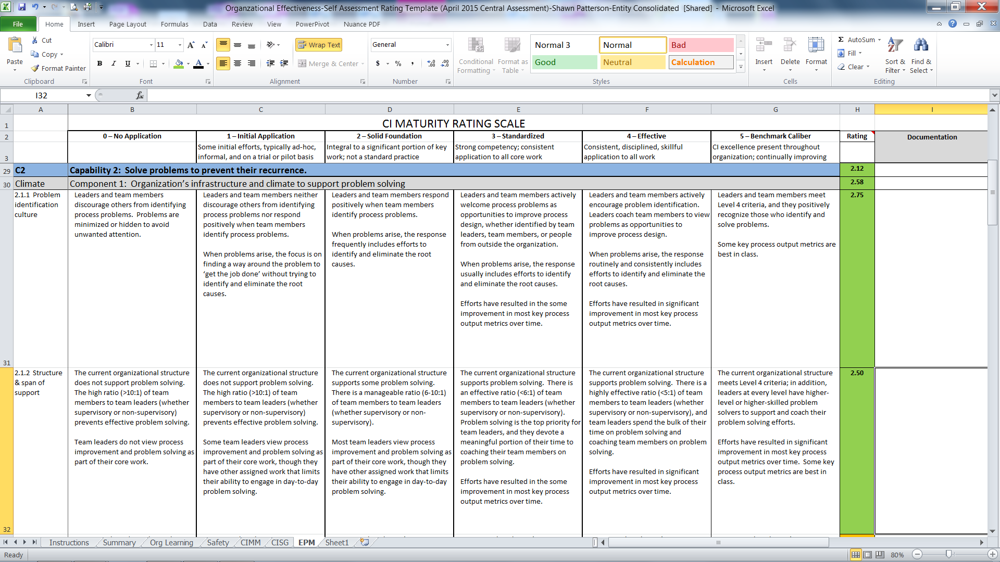 Organzational Effectiveness-Self Assessment Rating Template (April 2015 Central Assessment)-Shawn Patterson-Entity Consolidated [Shared] - Microsoft Excel
File Home Insert Page Layout Formulas Data Review View PowerPivot Nuance PDF
Paste
Cut
Copy
Format Painter
Clipboard
Calibri 11
B I U A
Font
Wrap Text
Merge & Center
Alignment
General
$ % ,
Number
Conditional Formatting
Format as Table
Normal 3 Normal Bad
Good Neutral Calculation
Styles
Insert Delete Format
Cells
Σ AutoSum
Fill
Clear
Sort & Filter
Find & Select
Editing
I32 fx
A B C D E F G H I
1 CI MATURITY RATING SCALE
2 0 – No Application 1 – Initial Application 2 – Solid Foundation 3 – Standardized 4 – Effective 5 – Benchmark Caliber Rating Documentation
3
Some initial efforts, typically ad-hoc,
informal, and on a trial or pilot basis
Integral to a significant portion of key
work; not a standard practice
Strong competency; consistent
application to all core work
Consistent, disciplined, skillful
application to all work
CI excellence present throughout
organization; continually improving
29 C2 Capability 2: Solve problems to prevent their recurrence. 2.12
30 Climate Component 1: Organization’s infrastructure and climate to support problem solving 2.58
31
2.1.1 Problem
identification
culture
Leaders and team members
discourage others from identifying
process problems. Problems are
minimized or hidden to avoid
unwanted attention.
Leaders and team members neither
discourage others from identifying
process problems nor respond
positively when team members
identify process problems.
When problems arise, the focus is on
finding a way around the problem to
‘get the job done’ without trying to
identify and eliminate the root
causes.
Leaders and team members respond
positively when team members
identify process problems.
When problems arise, the response
frequently includes efforts to
identify and eliminate the root
causes.
Leaders and team members actively
welcome process problems as
opportunities to improve process
design, whether identified by team
leaders, team members, or people
from outside the organization.
When problems arise, the response
usually includes efforts to identify
and eliminate the root causes.
Efforts have resulted in the some
improvement in most key process
output metrics over time.
Leaders and team members actively
encourage problem identification.
Leaders coach team members to view
problems as opportunities to
improve process design.
When problems arise, the response
routinely and consistently includes
efforts to identify and eliminate the
root causes.
Efforts have resulted in significant
improvement in most key process
output metrics over time.
Leaders and team members meet
Level 4 criteria, and they positively
recognize those who identify and
solve problems.
Some key process output metrics are
best in class.
2.75
32
2.1.2 Structure
& span of
support
The current organizational structure
does not support problem solving.
The high ratio (>10:1) of team
members to team leaders (whether
supervisory or non-supervisory)
prevents effective problem solving.
Team leaders do not view process
improvement and problem solving as
part of their core work.
The current organizational structure
does not support problem solving.
The high ratio (>10:1) of team
members to team leaders (whether
supervisory or non-supervisory)
prevents effective problem solving.
Some team leaders view process
improvement and problem solving as
part of their core work, though they
have other assigned work that limits
their ability to engage in day-to-day
problem solving.
The current organizational structure
supports some problem solving.
There is a manageable ratio (6-10:1)
of team members to team leaders
(whether supervisory or non-
supervisory).
Most team leaders view process
improvement and problem solving as
part of their core work, though they
have other assigned work that limits
their ability to engage in day-to-day
problem solving.
The current organizational structure
supports problem solving. There is
an effective ratio (<6:1) of team
members to team leaders (whether
supervisory or non-supervisory).
Problem solving is the top priority for
team leaders, and they devote a
meaningful portion of their time to
coaching their team members on
problem solving.
Efforts have resulted in the some
improvement in most key process
output metrics over time.
The current organizational structure
supports problem solving. There is a
highly effective ratio (<5:1) of team
members to team leaders (whether
supervisory or non-supervisory), and
team leaders spend the bulk of their
time on problem solving and
coaching team members on problem
solving.
Efforts have resulted in significant
improvement in most key process
output metrics over time.
The current organizational structure
meets Level 4 criteria; in addition,
leaders at every level have higher-
level or higher-skilled problem
solvers to support and coach their
problem solving efforts.
Efforts have resulted in significant
improvement in most key process
output metrics over time. Some key
process output metrics are best in
class.
2.50
Instructions Summary Org Learning Safety CIMM CISG EPM Sheet1
Ready 80%